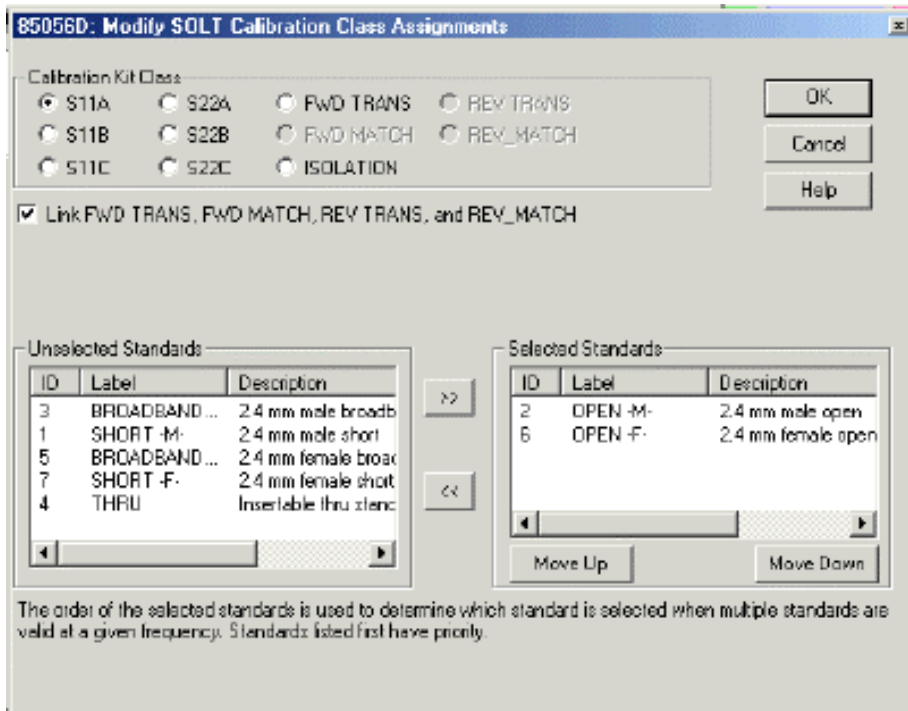 85056D: Modify SOLT Calibration Class Assignments
Calibration Kit Class
S11A S22A FWD TRANS REV TRANS
S11B S22B FWD MATCH REV_MATCH
S11C S22C ISOLATION
OK
Cancel
Help
Link FWD TRANS, FWD MATCH, REV TRANS, and REV_MATCH
Unselected Standards
ID Label Description
3 BROADBAND... 2.4 mm male broadb
1 SHORT -M- 2.4 mm male short
5 BROADBAND... 2.4 mm female broad
7 SHORT -F- 2.4 mm female short
4 THRU Insertable thru stanc
>>
<<
Selected Standards
ID Label Description
2 OPEN -M- 2.4 mm male open
6 OPEN -F- 2.4 mm female open
Move Up Move Down
The order of the selected standards is used to determine which standard is selected when multiple standards are
valid at a given frequency. Standards listed first have priority.